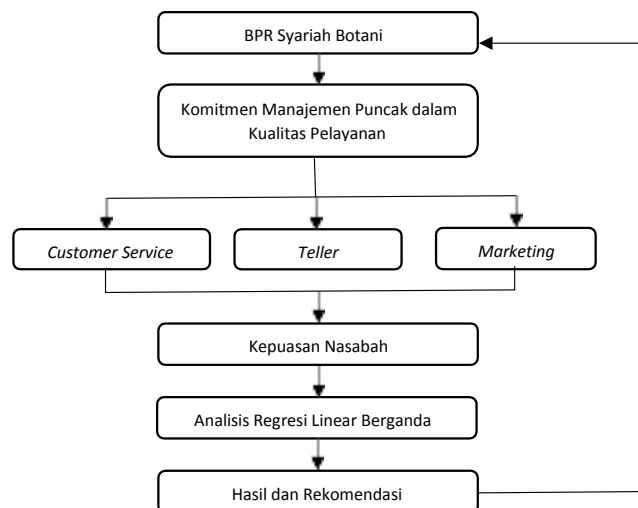 BPR Syariah Botani
Komitmen Manajemen Puncak dalam
Kualitas Pelayanan
Customer Service
Teller
Marketing
Kepuasan Nasabah
Analisis Regresi Linear Berganda
Hasil dan Rekomendasi